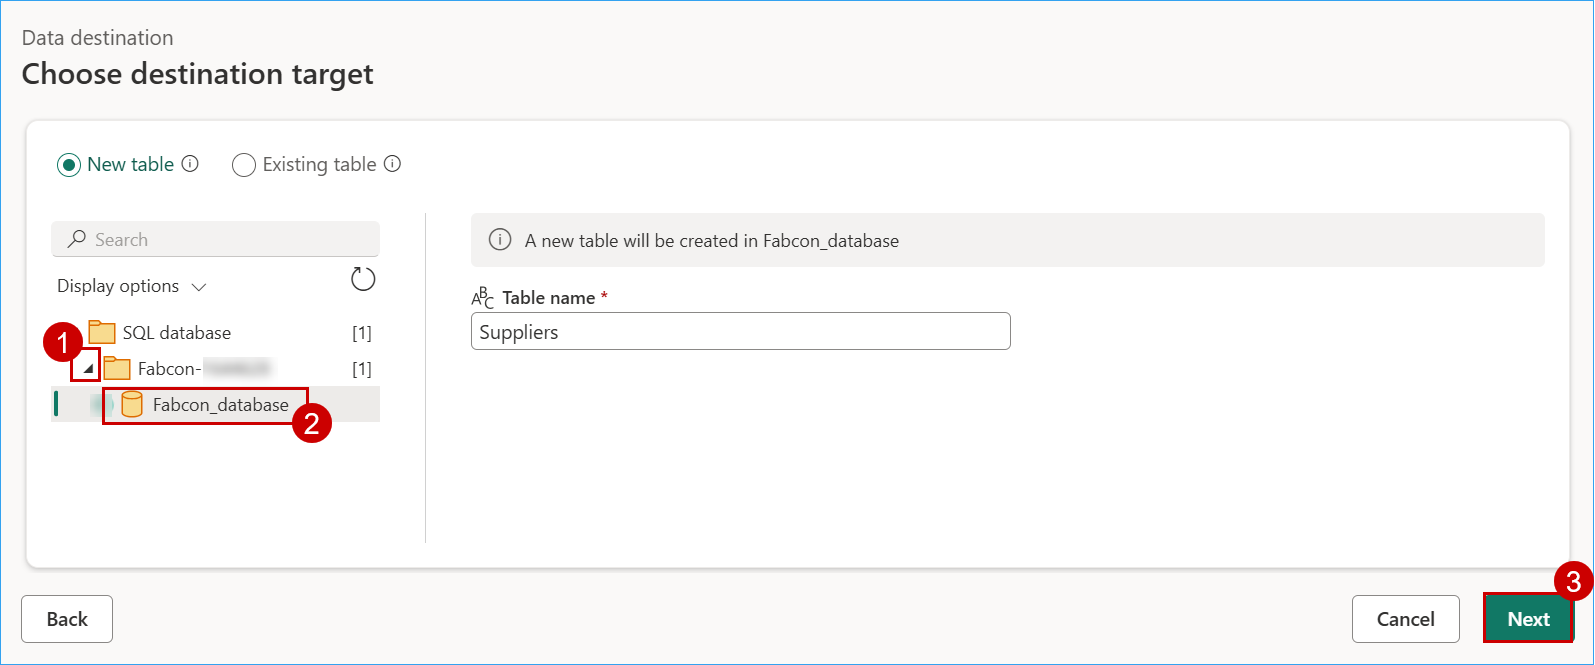 Data destination
Choose destination target
New table
Existing table
Search
Display options
SQL database [1]
1
Fabcon- [1]
Fabcon_database
2
A new table will be created in Fabcon_database
ABC Table name *
Suppliers
3
Back
Cancel
Next